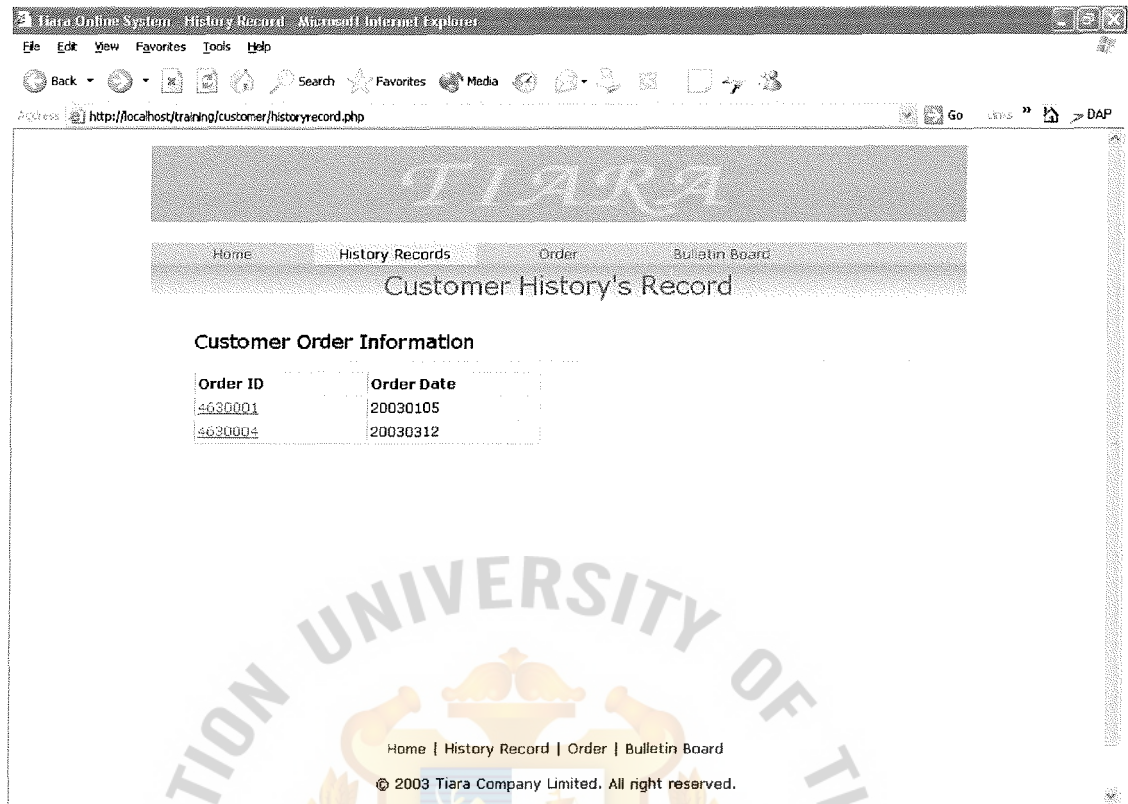 Tiara Online System - History Record - Microsoft Internet Explorer
File Edit View Favorites Tools Help
Back Search Favorites Media
Address http://localhost/training/customer/historyrecord.php Go Links » DAP
TIARA
Home History Records Order Bulletin Board
Customer History's Record
Customer Order Information
Order ID Order Date
4630001 20030105
4630004 20030312
UNIVERSITY OF
Home | History Record | Order | Bulletin Board
© 2003 Tiara Company Limited. All right reserved.